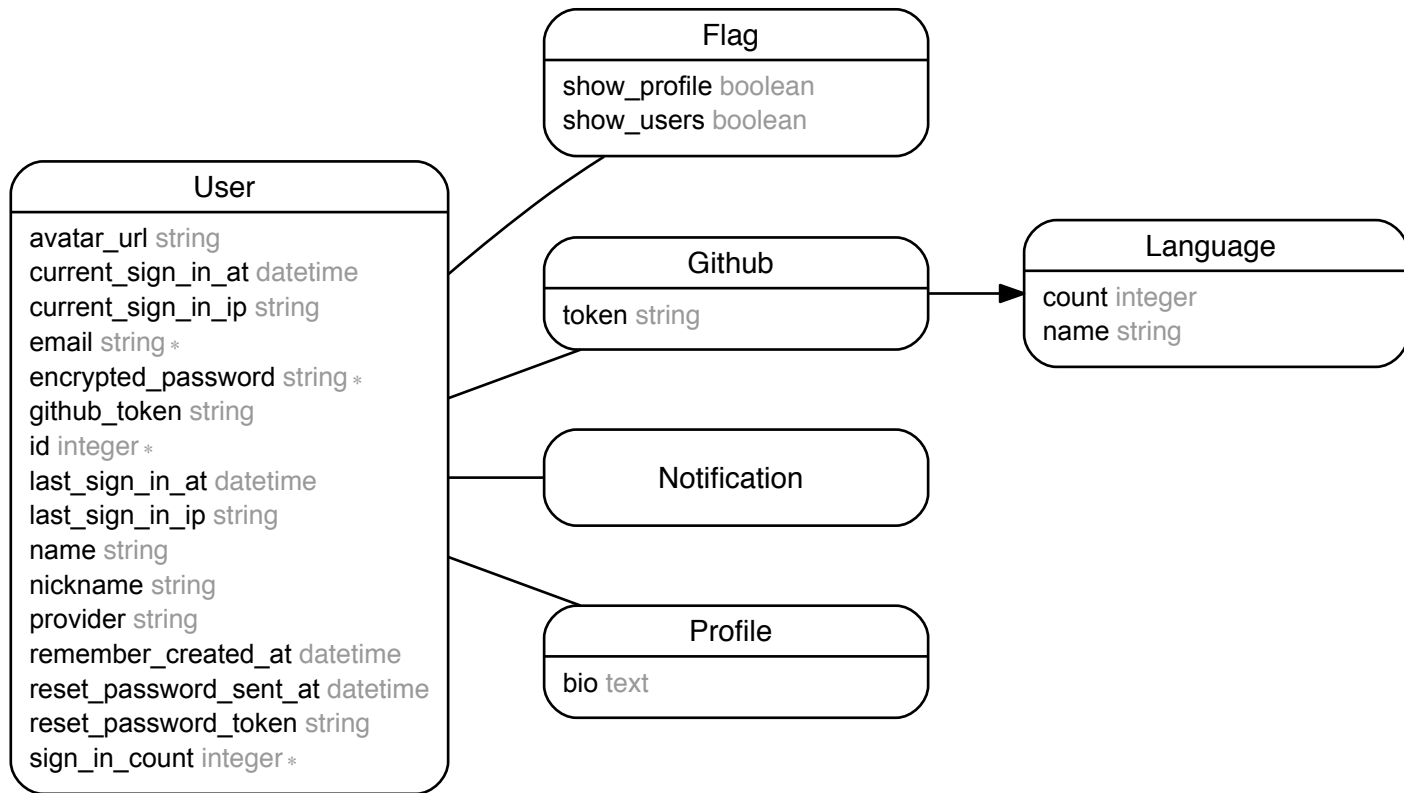 User
avatar_url string
current_sign_in_at datetime
current_sign_in_ip string
email string *
encrypted_password string *
github_token string
id integer *
last_sign_in_at datetime
last_sign_in_ip string
name string
nickname string
provider string
remember_created_at datetime
reset_password_sent_at datetime
reset_password_token string
sign_in_count integer *
Flag
show_profile boolean
show_users boolean
Github
token string
Notification
Profile
bio text
Language
count integer
name string